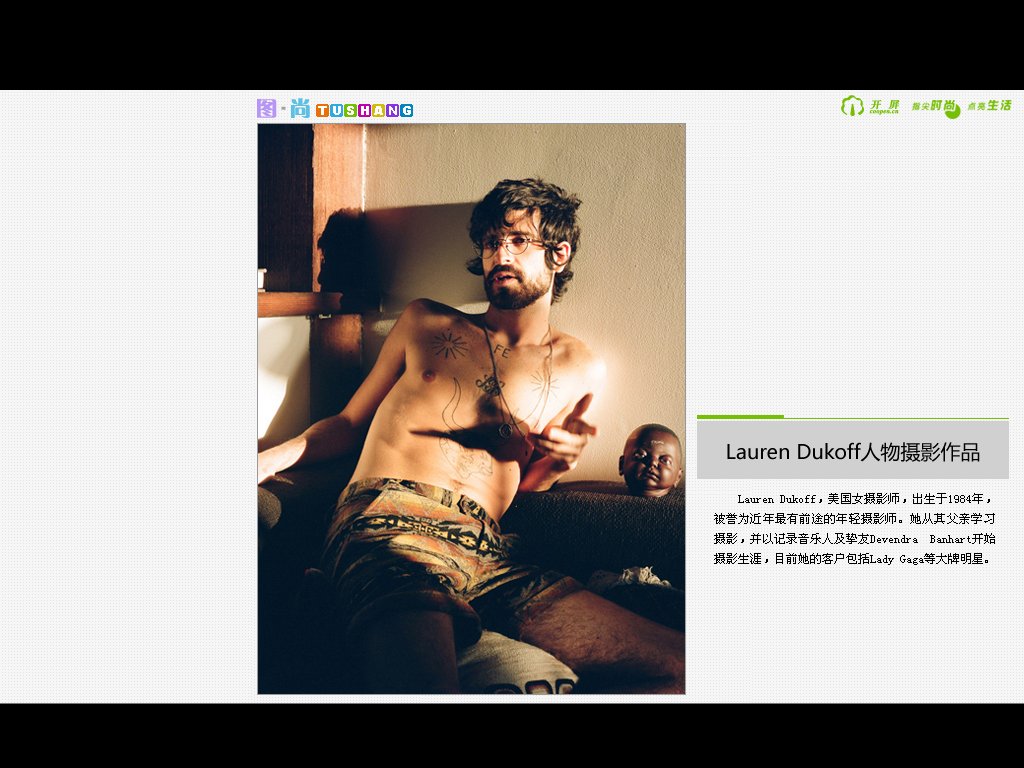 图·尚 TUSHANG
开屏 coopen.cn 指尖时尚 点亮生活
FE
Lauren Dukoff人物摄影作品
Lauren Dukoff，美国女摄影师，出生于1984年，
被誉为近年最有前途的年轻摄影师。她从其父亲学习
摄影，并以记录音乐人及挚友Devendra Banhart开始
摄影生涯，目前她的客户包括Lady Gaga等大牌明星。